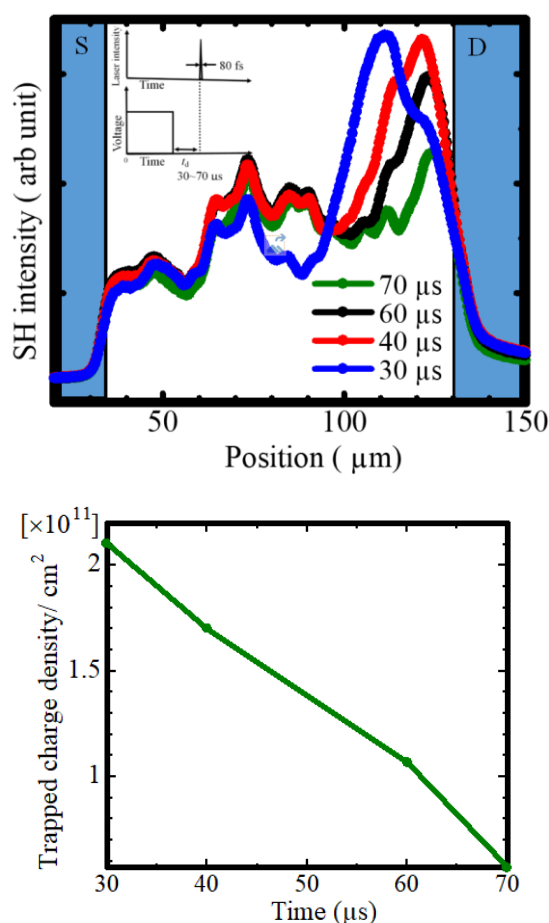 S
D
Laser intensity
80 fs
Time
Voltage
0
Time
td
30~70 µs
SH intensity ( arb unit)
70 µs
60 µs
40 µs
30 µs
50
100
150
Position ( µm)
[×10¹¹]
2
1.5
1
Trapped charge density/ cm²
30
40
50
60
70
Time (µs)